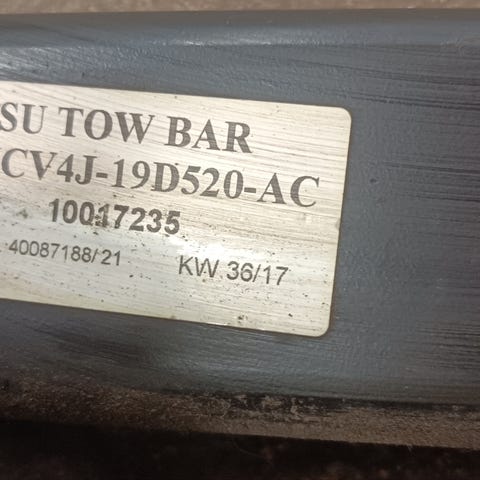 SU TOW BAR
CV4J-19D520-AC
10017235
40087188/21 KW 36/17